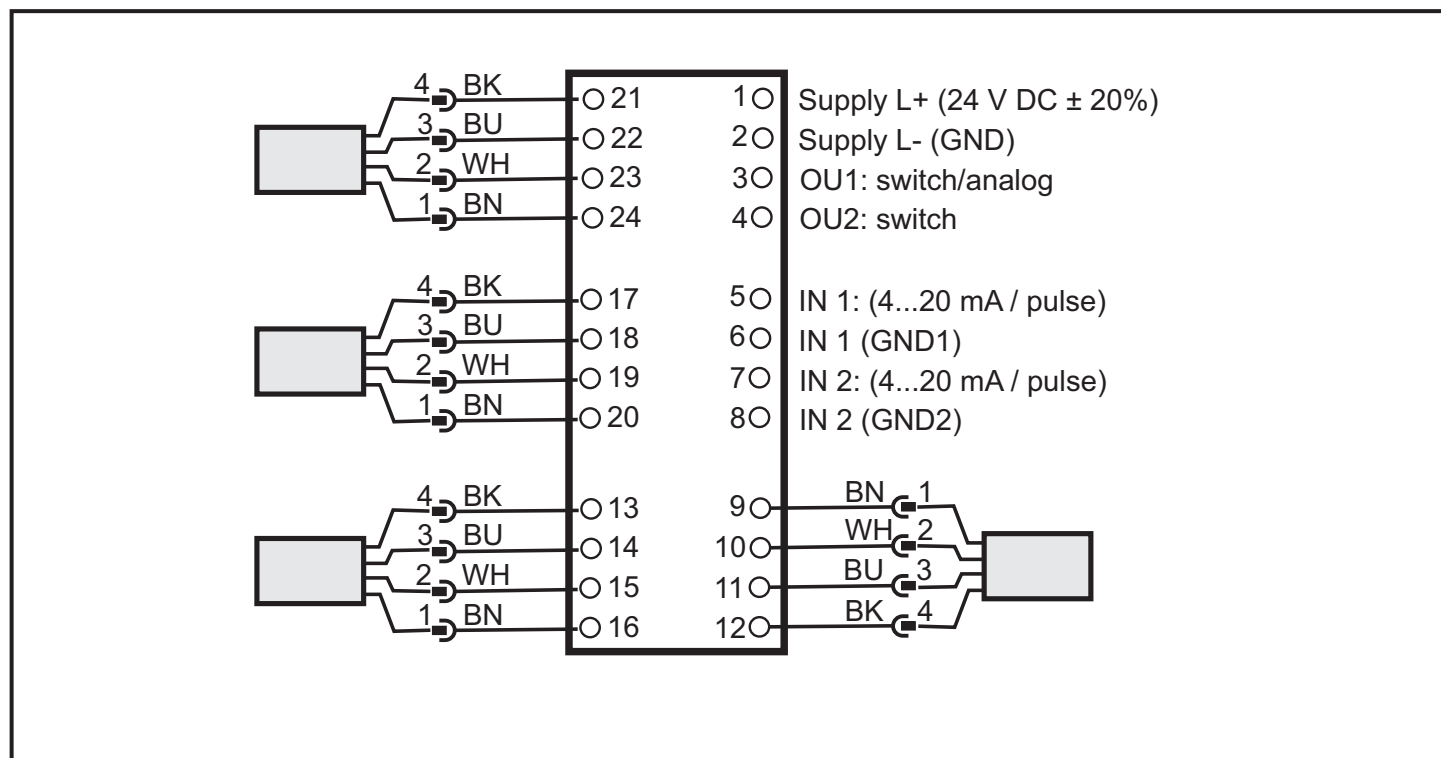 4 BK 21 1 Supply L+ (24 V DC ± 20%)
3 BU 22 2 Supply L- (GND)
2 WH 23 3 OU1: switch/analog
1 BN 24 4 OU2: switch
4 BK 17 5 IN 1: (4...20 mA / pulse)
3 BU 18 6 IN 1 (GND1)
2 WH 19 7 IN 2: (4...20 mA / pulse)
1 BN 20 8 IN 2 (GND2)
4 BK 13 9 BN 1
3 BU 14 10 WH 2
2 WH 15 11 BU 3
1 BN 16 12 BK 4